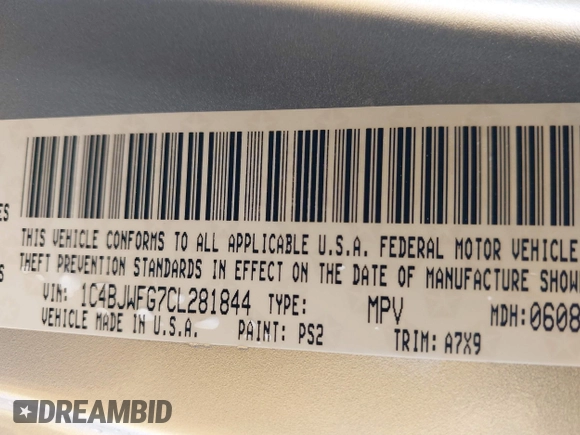 ES
THIS VEHICLE CONFORMS TO ALL APPLICABLE U.S.A. FEDERAL MOTOR VEHICLE
THEFT PREVENTION STANDARDS IN EFFECT ON THE DATE OF MANUFACTURE SHOW
VIN: 1C4BJWFG7CL281844 TYPE: MPV MDH:0608
VEHICLE MADE IN U.S.A. PAINT: PS2 TRIM: A7X9
DREAMBID